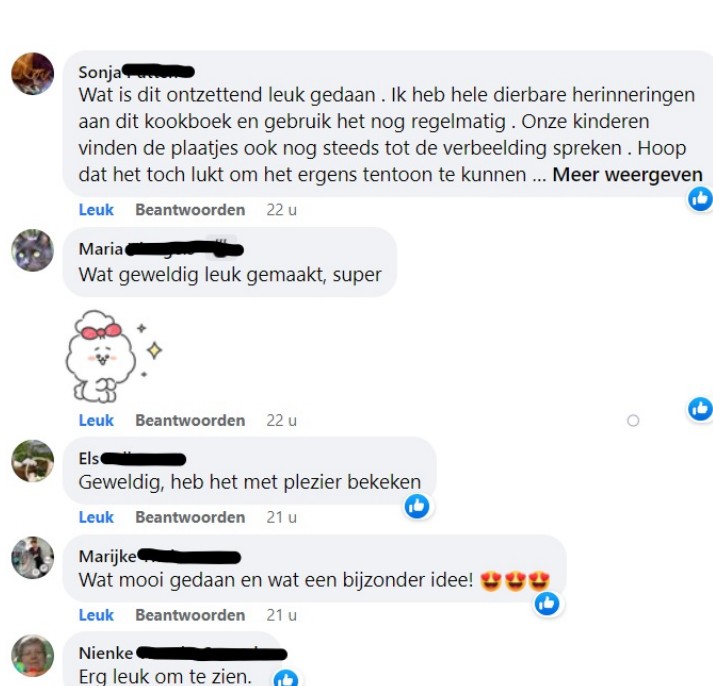 Sonja
Wat is dit ontzettend leuk gedaan . Ik heb hele dierbare herinneringen
aan dit kookboek en gebruik het nog regelmatig . Onze kinderen
vinden de plaatjes ook nog steeds tot de verbeelding spreken . Hoop
dat het toch lukt om het ergens tentoon te kunnen ... Meer weergeven
Leuk Beantwoorden 22 u
Maria
Wat geweldig leuk gemaakt, super
Leuk Beantwoorden 22 u
Els
Geweldig, heb het met plezier bekeken
Leuk Beantwoorden 21 u
Marijke
Wat mooi gedaan en wat een bijzonder idee! 😍😍😍
Leuk Beantwoorden 21 u
Nienke
Erg leuk om te zien.